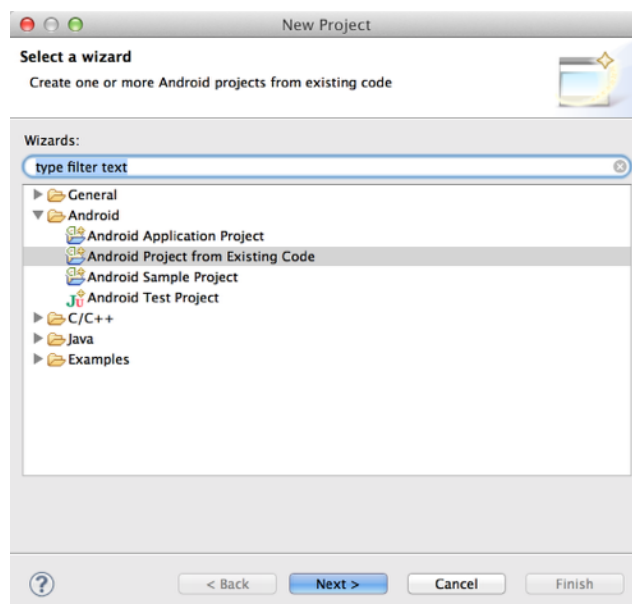 New Project
Select a wizard
Create one or more Android projects from existing code
Wizards:
type filter text
General
Android
Android Application Project
Android Project from Existing Code
Android Sample Project
Android Test Project
C/C++
Java
Examples
? < Back Next > Cancel Finish